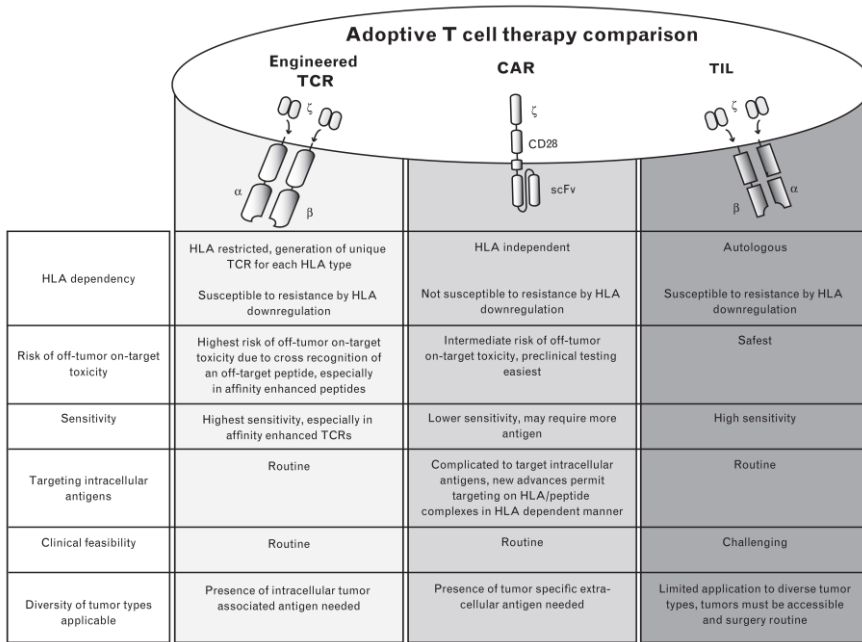 Adoptive T cell therapy comparison
Engineered
TCR
CAR
TIL
ζ
ζ
ζ
CD28
scFv
α
β
β
α
HLA dependency
HLA restricted, generation of unique
TCR for each HLA type
Susceptible to resistance by HLA
downregulation
HLA independent
Not susceptible to resistance by HLA
downregulation
Autologous
Susceptible to resistance by HLA
downregulation
Risk of off-tumor on-target
toxicity
Highest risk of off-tumor on-target
toxicity due to cross recognition of
an off-target peptide, especially
in affinity enhanced peptides
Intermediate risk of off-tumor
on-target toxicity, preclinical testing
easiest
Safest
Sensitivity
Highest sensitivity, especially in
affinity enhanced TCRs
Lower sensitivity, may require more
antigen
High sensitivity
Targeting intracellular
antigens
Routine
Complicated to target intracellular
antigens, new advances permit
targeting on HLA/peptide
complexes in HLA dependent manner
Routine
Clinical feasibility
Routine
Routine
Challenging
Diversity of tumor types
applicable
Presence of intracellular tumor
associated antigen needed
Presence of tumor specific extra-
cellular antigen needed
Limited application to diverse tumor
types, tumors must be accessible
and surgery routine